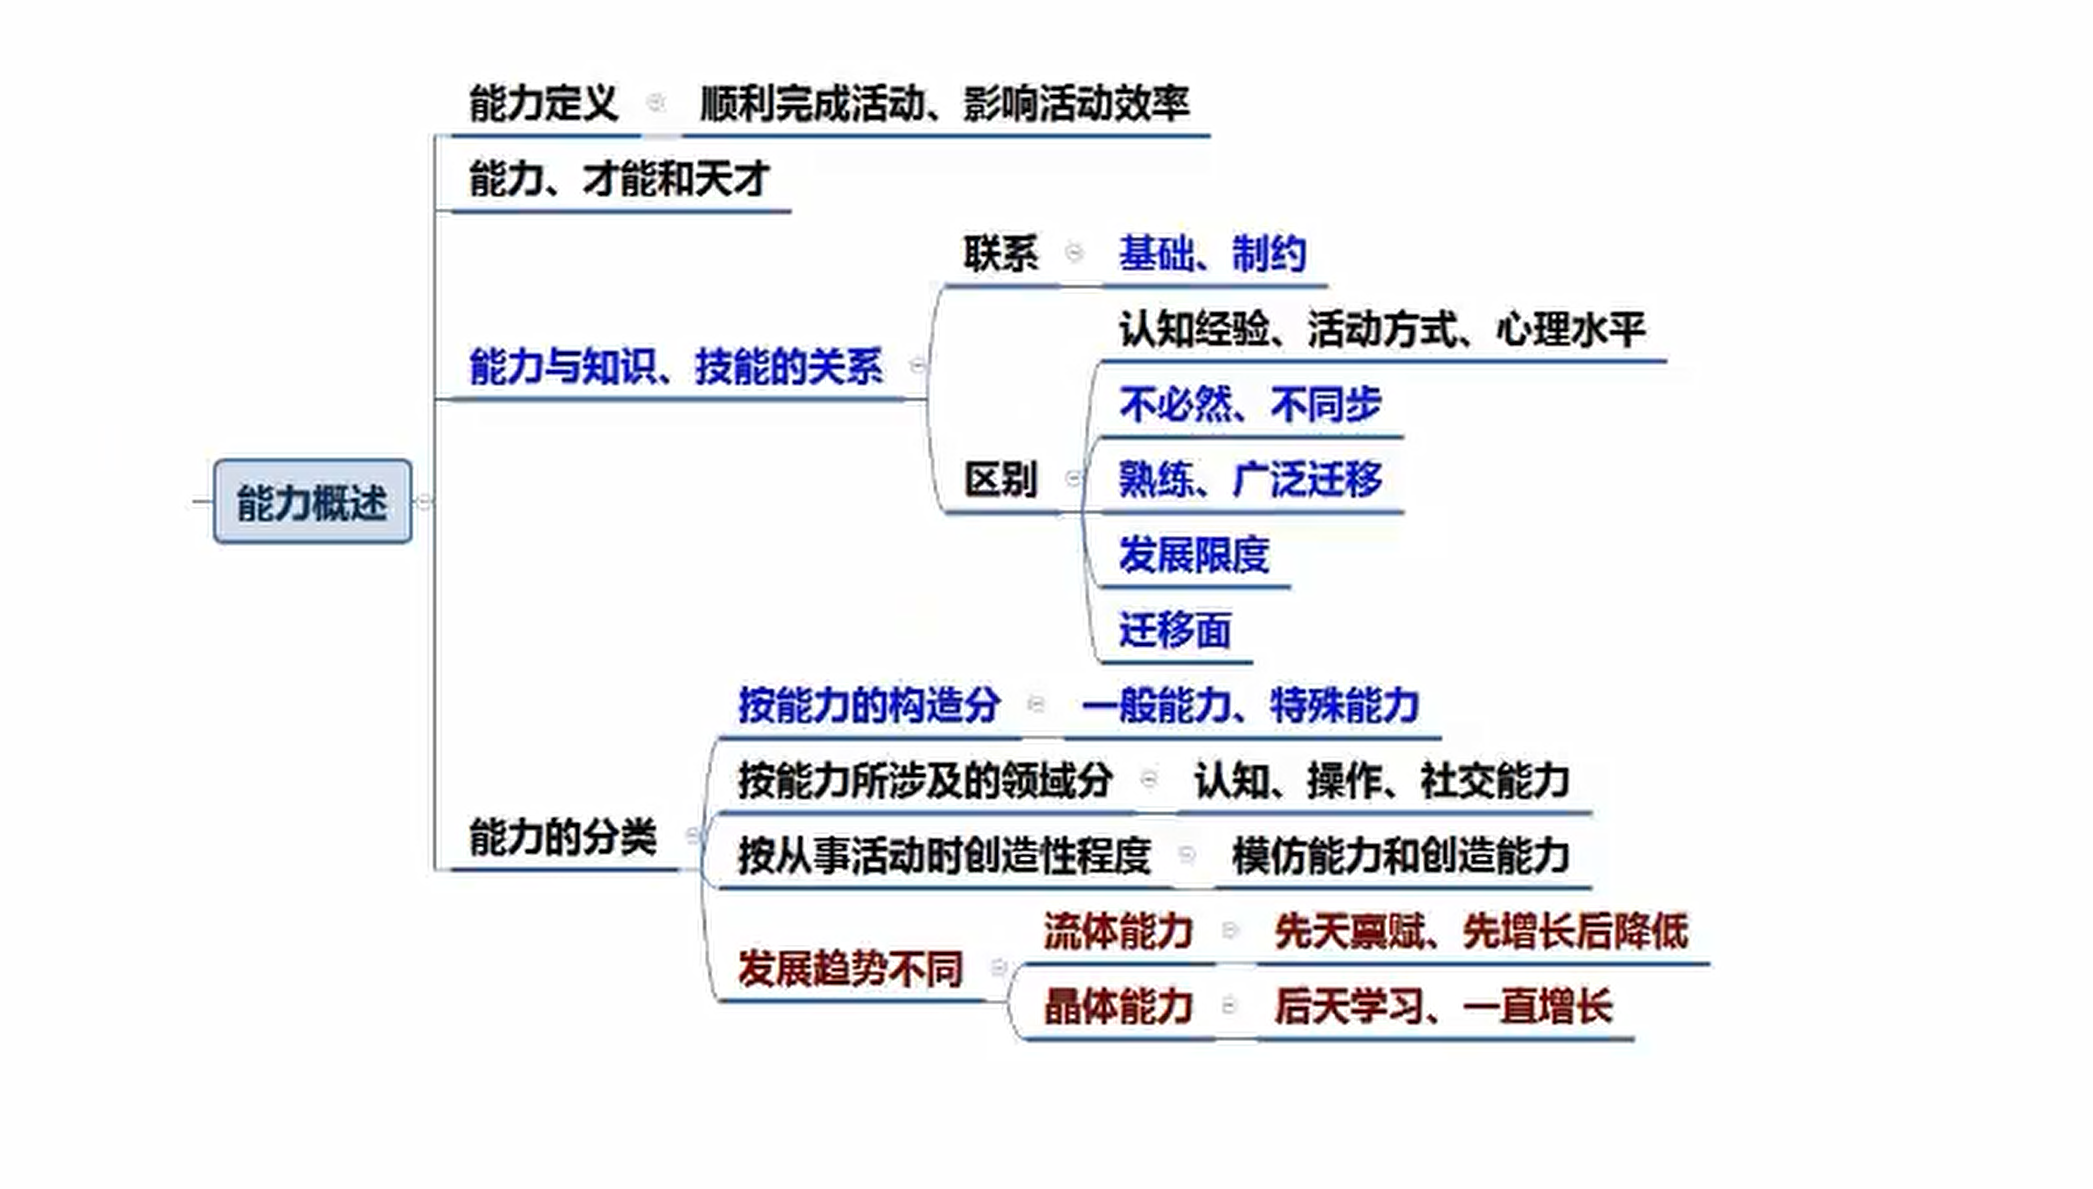 能力概述
能力定义
顺利完成活动、影响活动效率
能力、才能和天才
能力与知识、技能的关系
联系
基础、制约
区别
认知经验、活动方式、心理水平
不必然、不同步
熟练、广泛迁移
发展限度
迁移面
能力的分类
按能力的构造分
一般能力、特殊能力
按能力所涉及的领域分
认知、操作、社交能力
按从事活动时创造性程度
模仿能力和创造能力
发展趋势不同
流体能力
先天禀赋、先增长后降低
晶体能力
后天学习、一直增长